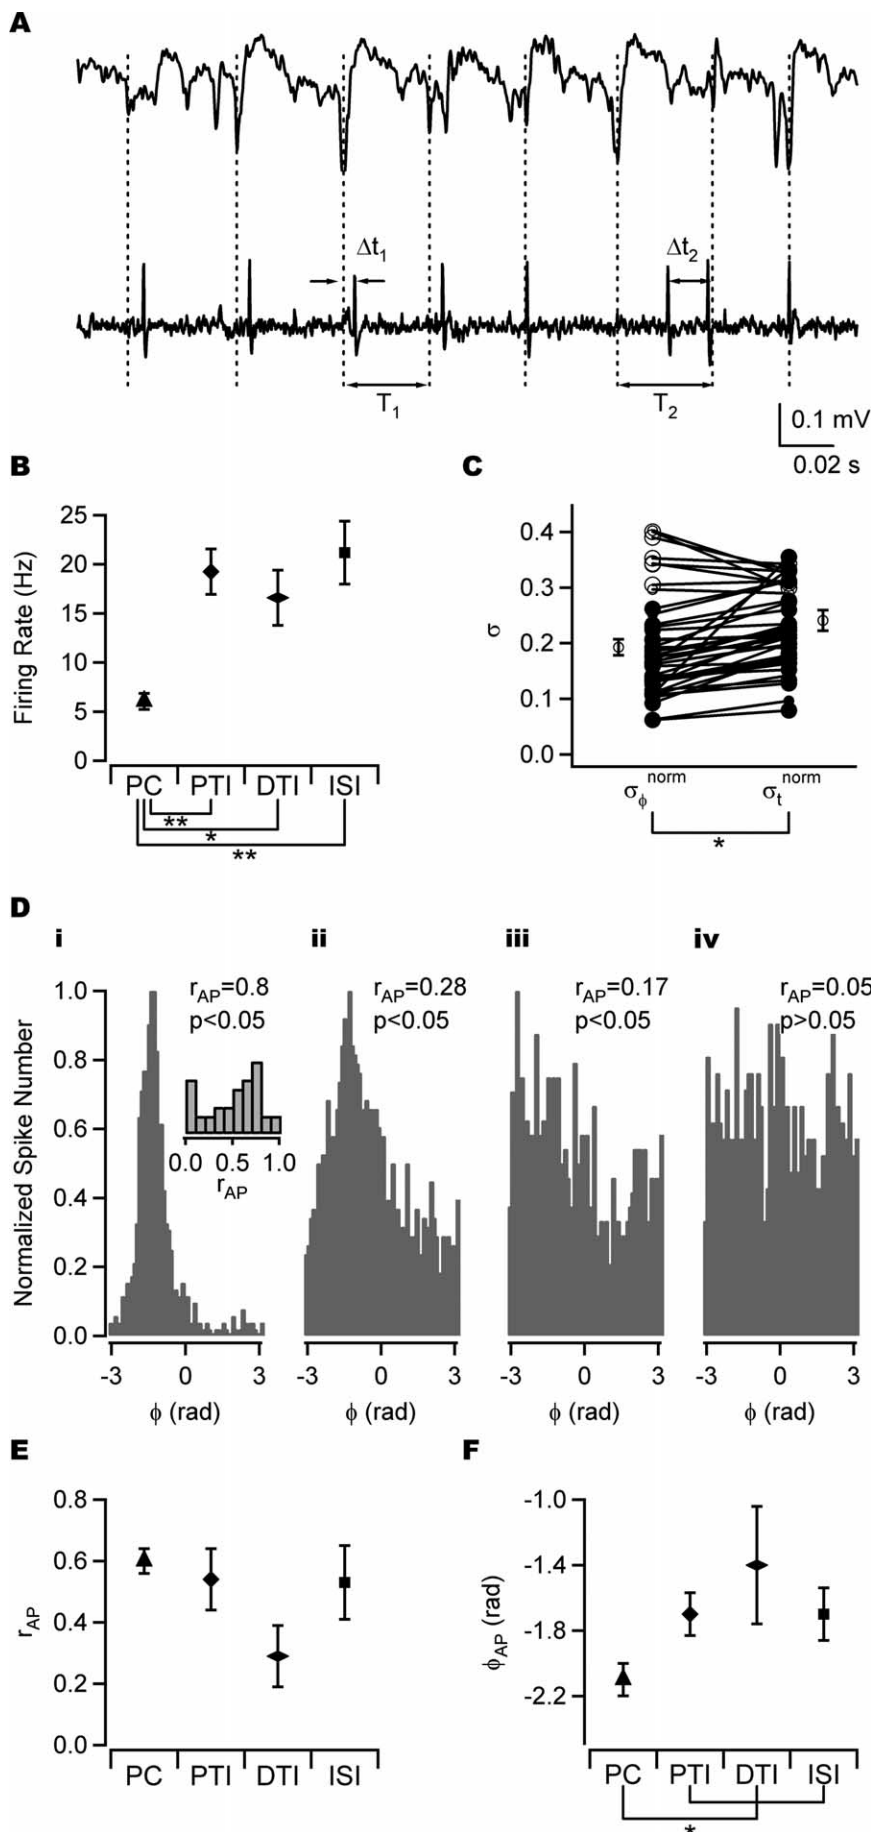 A
Δt1
Δt2
T1
T2
0.1 mV
0.02 s
B
Firing Rate (Hz)
25
20
15
10
5
0
PC PTI DTI ISI
**
*
**
C
σ
0.4
0.3
0.2
0.1
0.0
σϕ norm
σt norm
*
D
i
ii
iii
iv
Normalized Spike Number
1.0
0.8
0.6
0.4
0.2
0.0
rAP=0.8
p<0.05
0.0 0.5 1.0
rAP
-3 0 3
ϕ (rad)
rAP=0.28
p<0.05
-3 0 3
ϕ (rad)
rAP=0.17
p<0.05
-3 0 3
ϕ (rad)
rAP=0.05
p>0.05
-3 0 3
ϕ (rad)
E
rAP
0.8
0.6
0.4
0.2
0.0
PC PTI DTI ISI
F
ϕAP (rad)
-1.0
-1.4
-1.8
-2.2
PC PTI DTI ISI
*